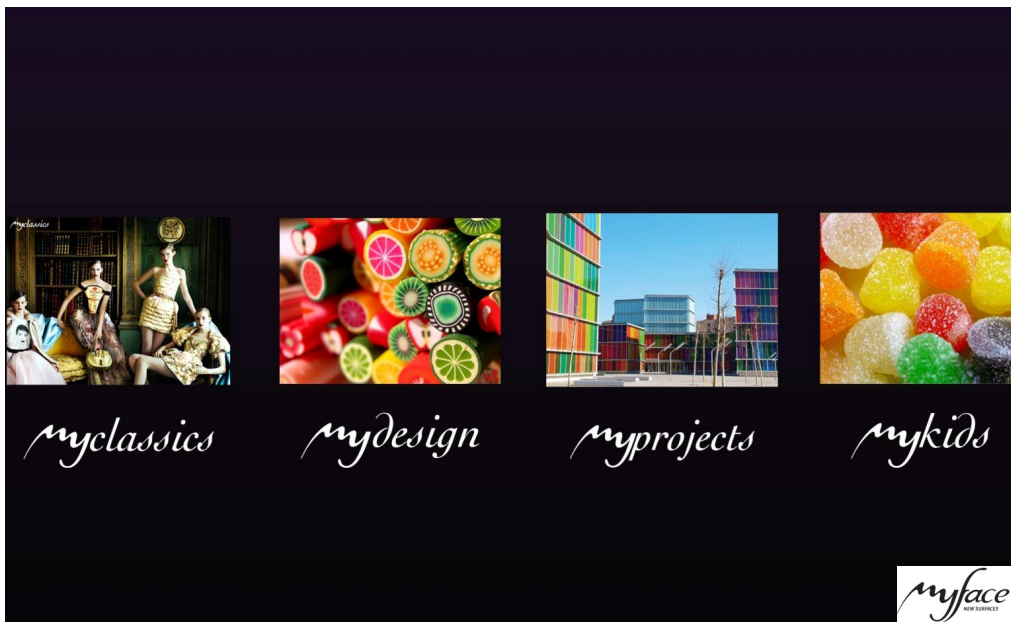 myclassics
myclassics
mydesign
myprojects
mykids
myface
NEW SURFACES